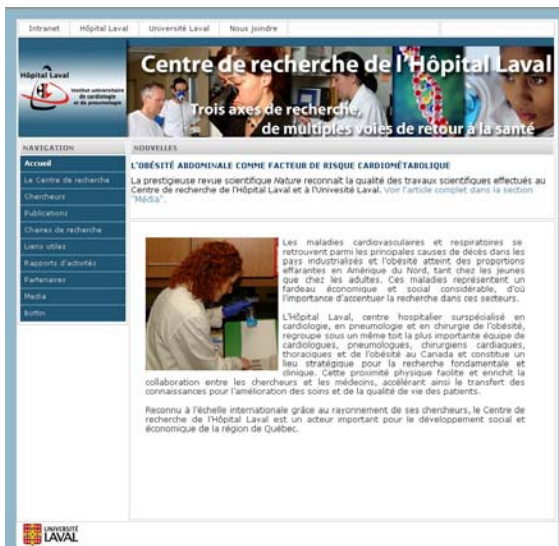 Intranet Hôpital Laval Université Laval Nous joindre
Centre de recherche de l'Hôpital Laval
Hôpital Laval
Institut universitaire
de cardiologie
et de pneumologie
Trois axes de recherche,
de multiples voies de retour à la santé
NAVIGATION
Accueil
Le Centre de recherche
Chercheurs
Publications
Chaires de recherche
Liens utiles
Rapports d'activités
Partenaires
Media
Bottin
NOUVELLES
L'OBÉSITÉ ABDOMINALE COMME FACTEUR DE RISQUE CARDIOMÉTABOLIQUE
La prestigieuse revue scientifique Nature reconnaît la qualité des travaux scientifiques effectués au
Centre de recherche de l'Hôpital Laval et à l'Univesité Laval. Voir l'article complet dans la section
"Média".
Les maladies cardiovasculaires et respiratoires se
retrouvent parmi les principales causes de décès dans les
pays industrialisés et l'obésité atteint des proportions
effarantes en Amérique du Nord, tant chez les jeunes
que chez les adultes. Ces maladies représentent un
fardeau économique et social considérable, d'où
l'importance d'accentuer la recherche dans ces secteurs.
L'Hôpital Laval, centre hospitalier surspécialisé en
cardiologie, en pneumologie et en chirurgie de l'obésité,
regroupe sous un même toit la plus importante équipe de
cardiologues, pneumologues, chirurgiens cardiaques,
thoraciques et de l'obésité au Canada et constitue un
lieu stratégique pour la recherche fondamentale et
clinique. Cette proximité physique facilite et enrichit la
collaboration entre les chercheurs et les médecins, accélérant ainsi le transfert des
connaissances pour l'amélioration des soins et de la qualité de vie des patients.
Reconnu à l'échelle internationale grâce au rayonnement de ses chercheurs, le Centre de
recherche de l'Hôpital Laval est un acteur important pour le développement social et
économique de la région de Québec.
UNIVERSITÉ
LAVAL